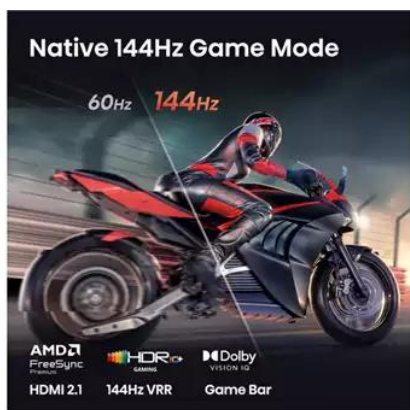 Native 144Hz Game Mode
60Hz 144Hz
AMD
FreeSync
Premium
HDR10+
GAMING
Dolby
VISION IQ
HDMI 2.1 144Hz VRR Game Bar